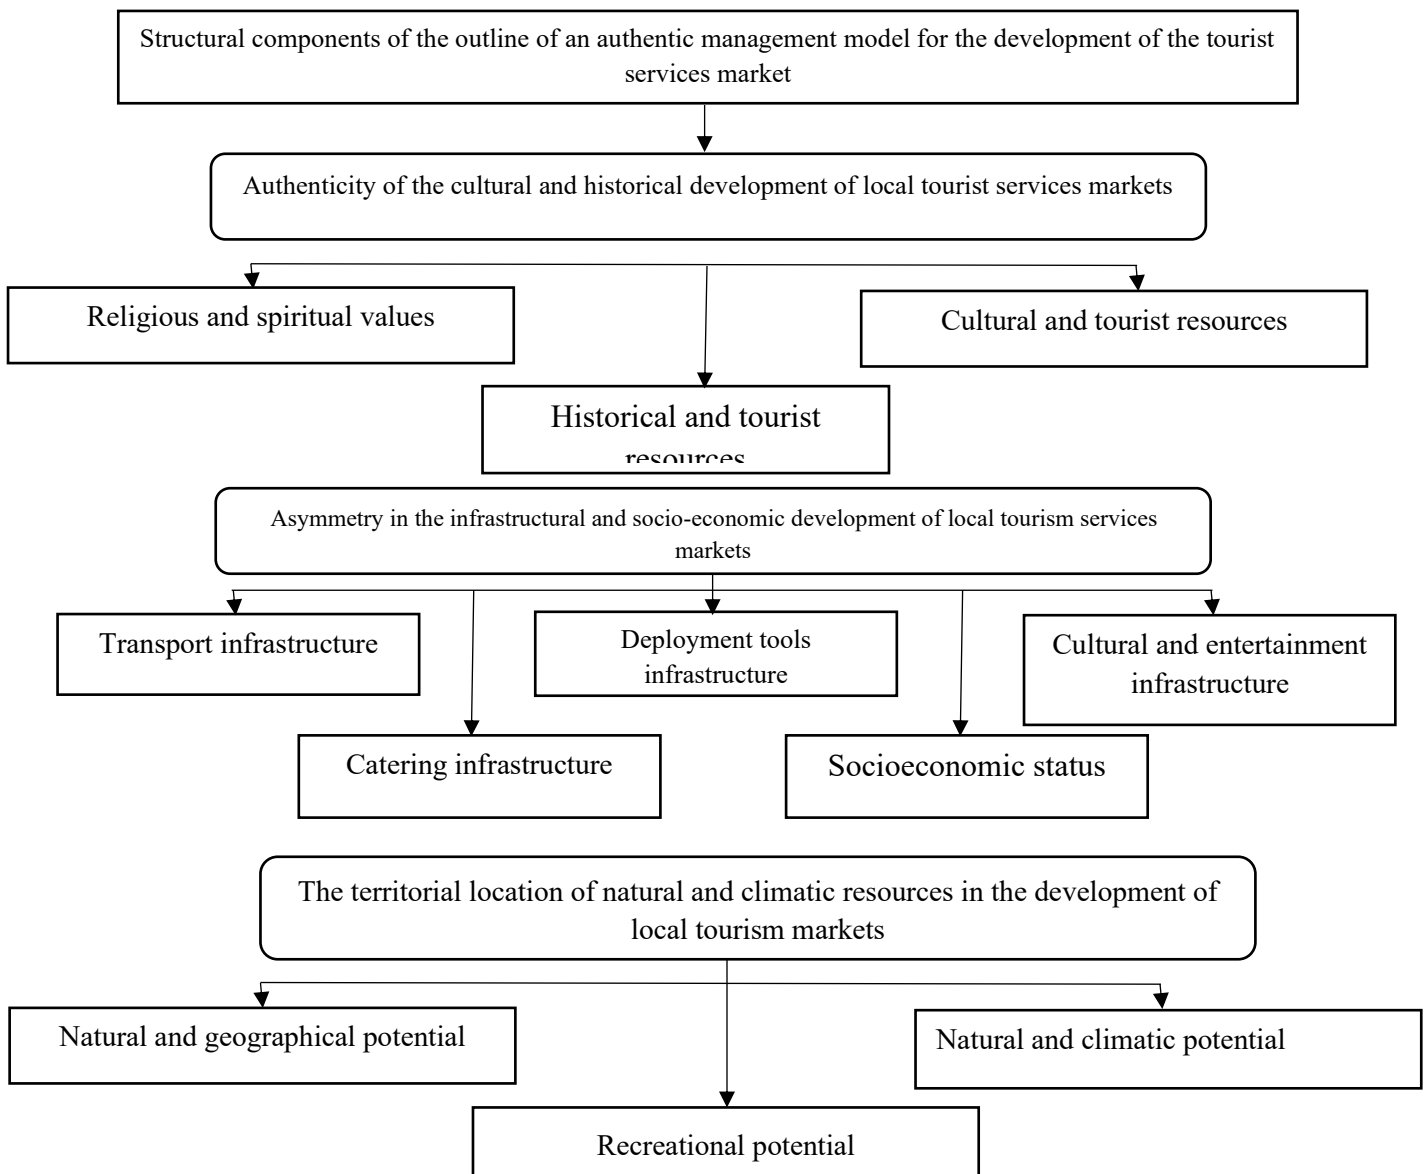 Structural components of the outline of an authentic management model for the development of the tourist
services market
Authenticity of the cultural and historical development of local tourist services markets
Religious and spiritual values
Cultural and tourist resources
Historical and tourist
resources
Asymmetry in the infrastructural and socio-economic development of local tourism services
markets
Transport infrastructure
Deployment tools
infrastructure
Cultural and entertainment
infrastructure
Catering infrastructure
Socioeconomic status
The territorial location of natural and climatic resources in the development of
local tourism markets
Natural and geographical potential
Natural and climatic potential
Recreational potential